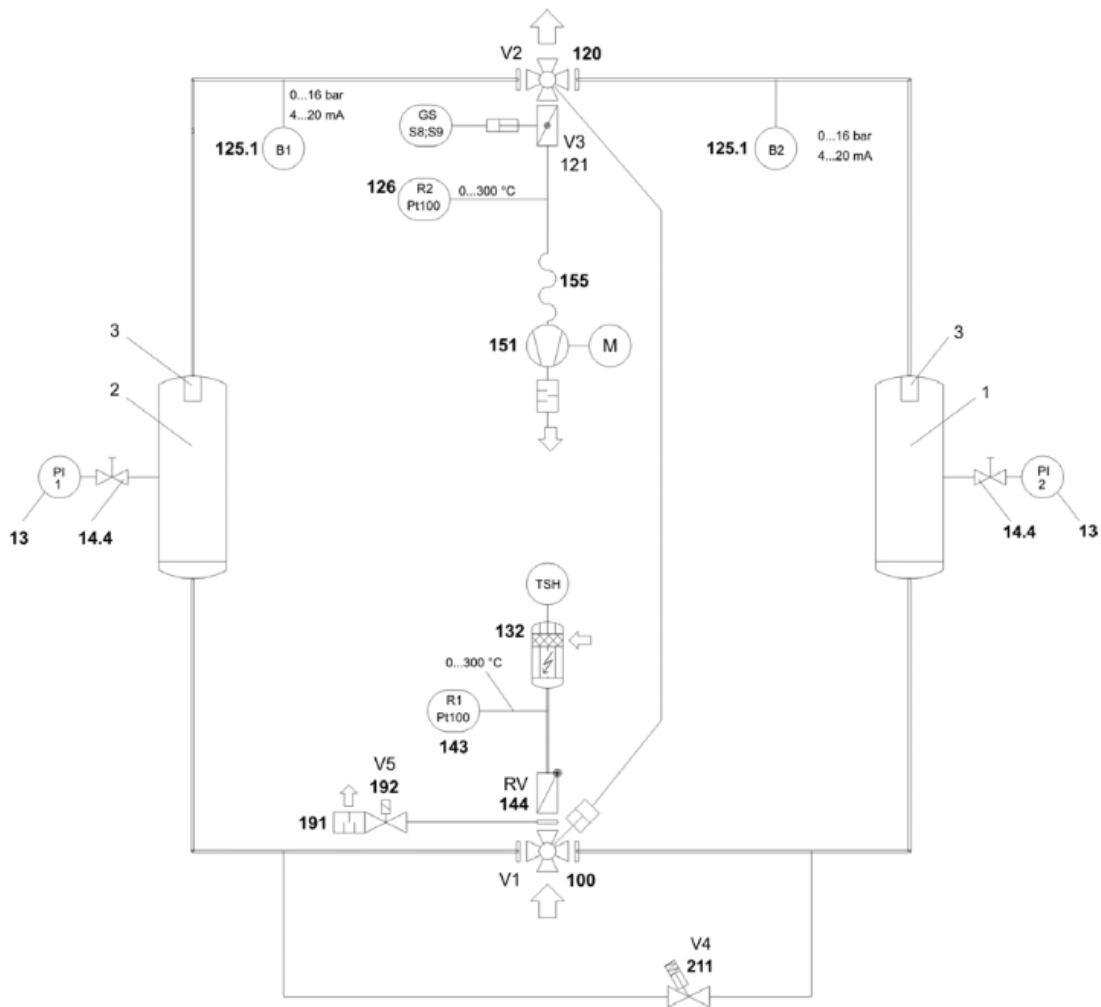 V2 120
0...16 bar
4...20 mA
125.1 B1
GS
S8;S9
V3
121
125.1 B2
0...16 bar
4...20 mA
126
R2
Pt100
0...300 °C
155
151 M
3
2
3
1
PI
1
13 14.4
PI
2
14.4 13
TSH
132
0...300 °C
R1
Pt100
143
V5
192
191
RV
144
V1 100
V4
211